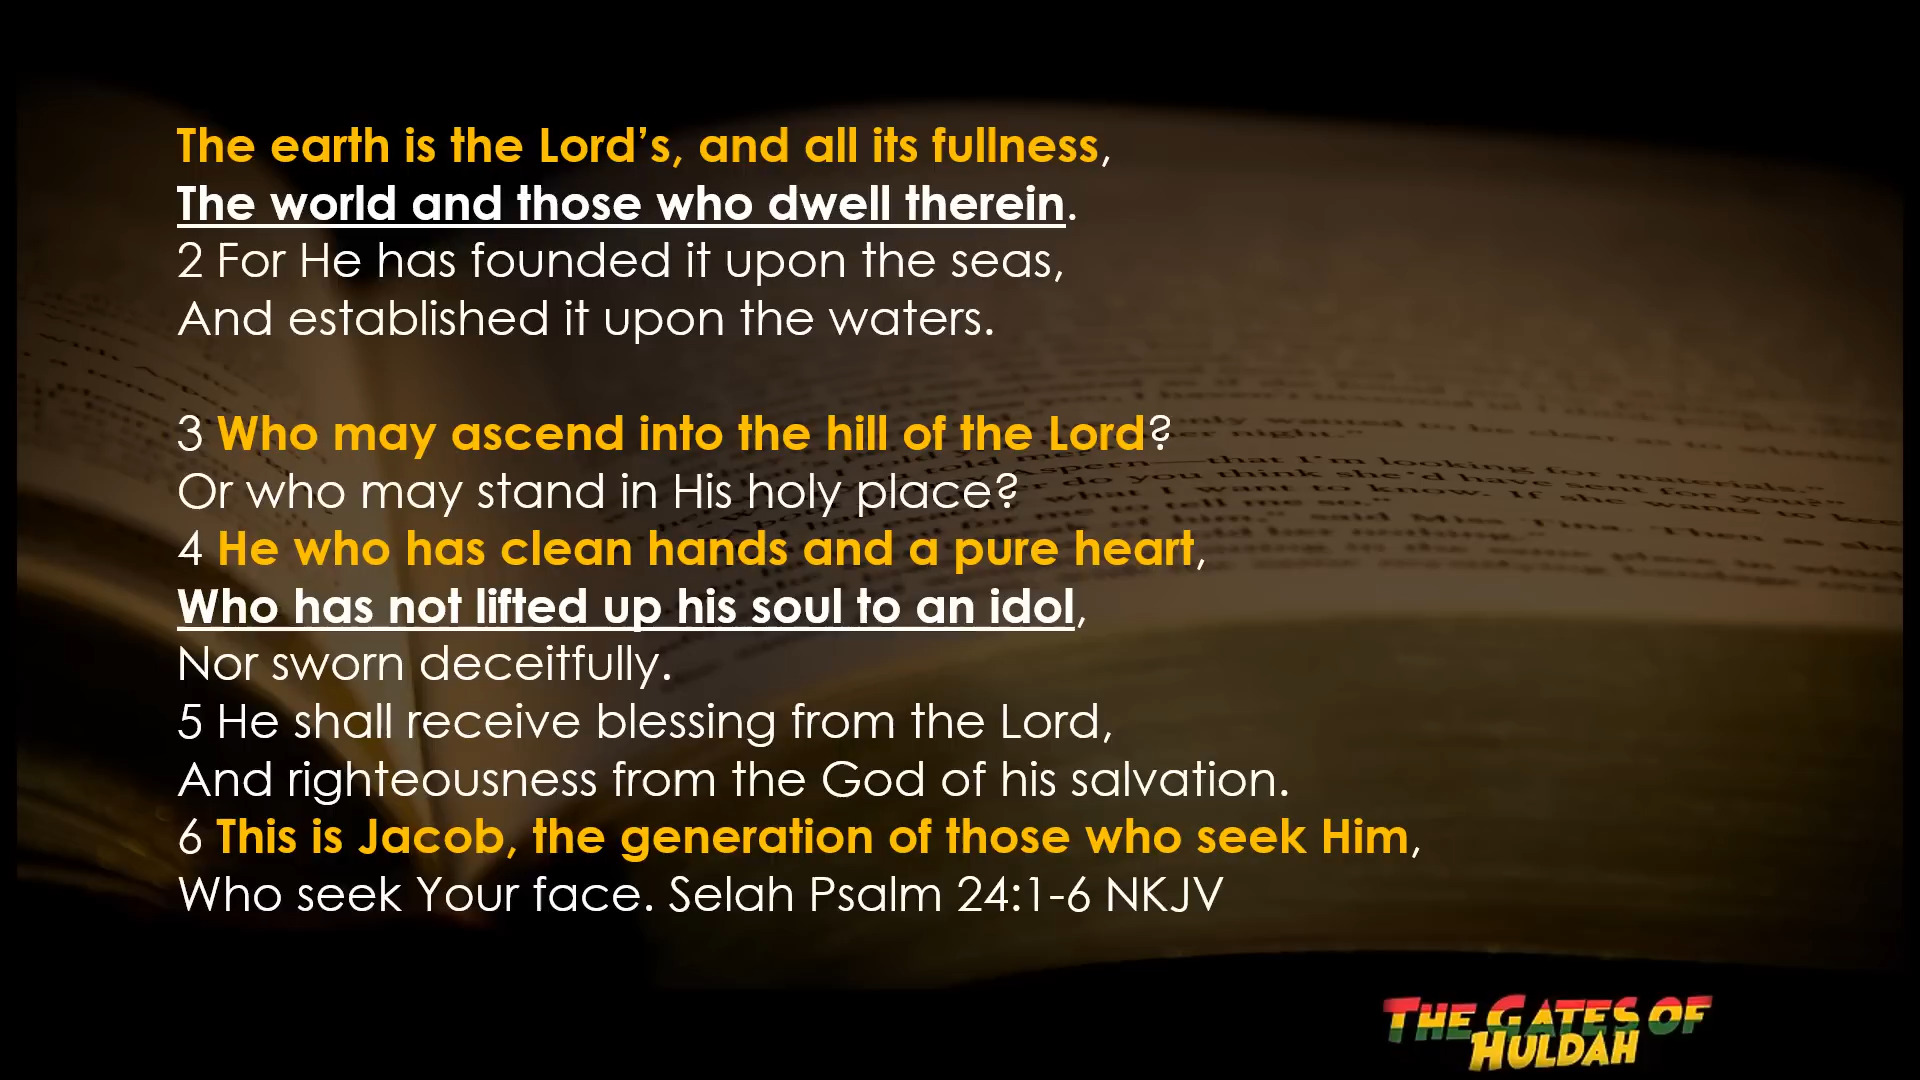 The earth is the Lord’s, and all its fullness,
The world and those who dwell therein.
2 For He has founded it upon the seas,
And established it upon the waters.
3 Who may ascend into the hill of the Lord?
Or who may stand in His holy place?
4 He who has clean hands and a pure heart,
Who has not lifted up his soul to an idol,
Nor sworn deceitfully.
5 He shall receive blessing from the Lord,
And righteousness from the God of his salvation.
6 This is Jacob, the generation of those who seek Him,
Who seek Your face. Selah Psalm 24:1-6 NKJV
THE GATES OF
HULDAH